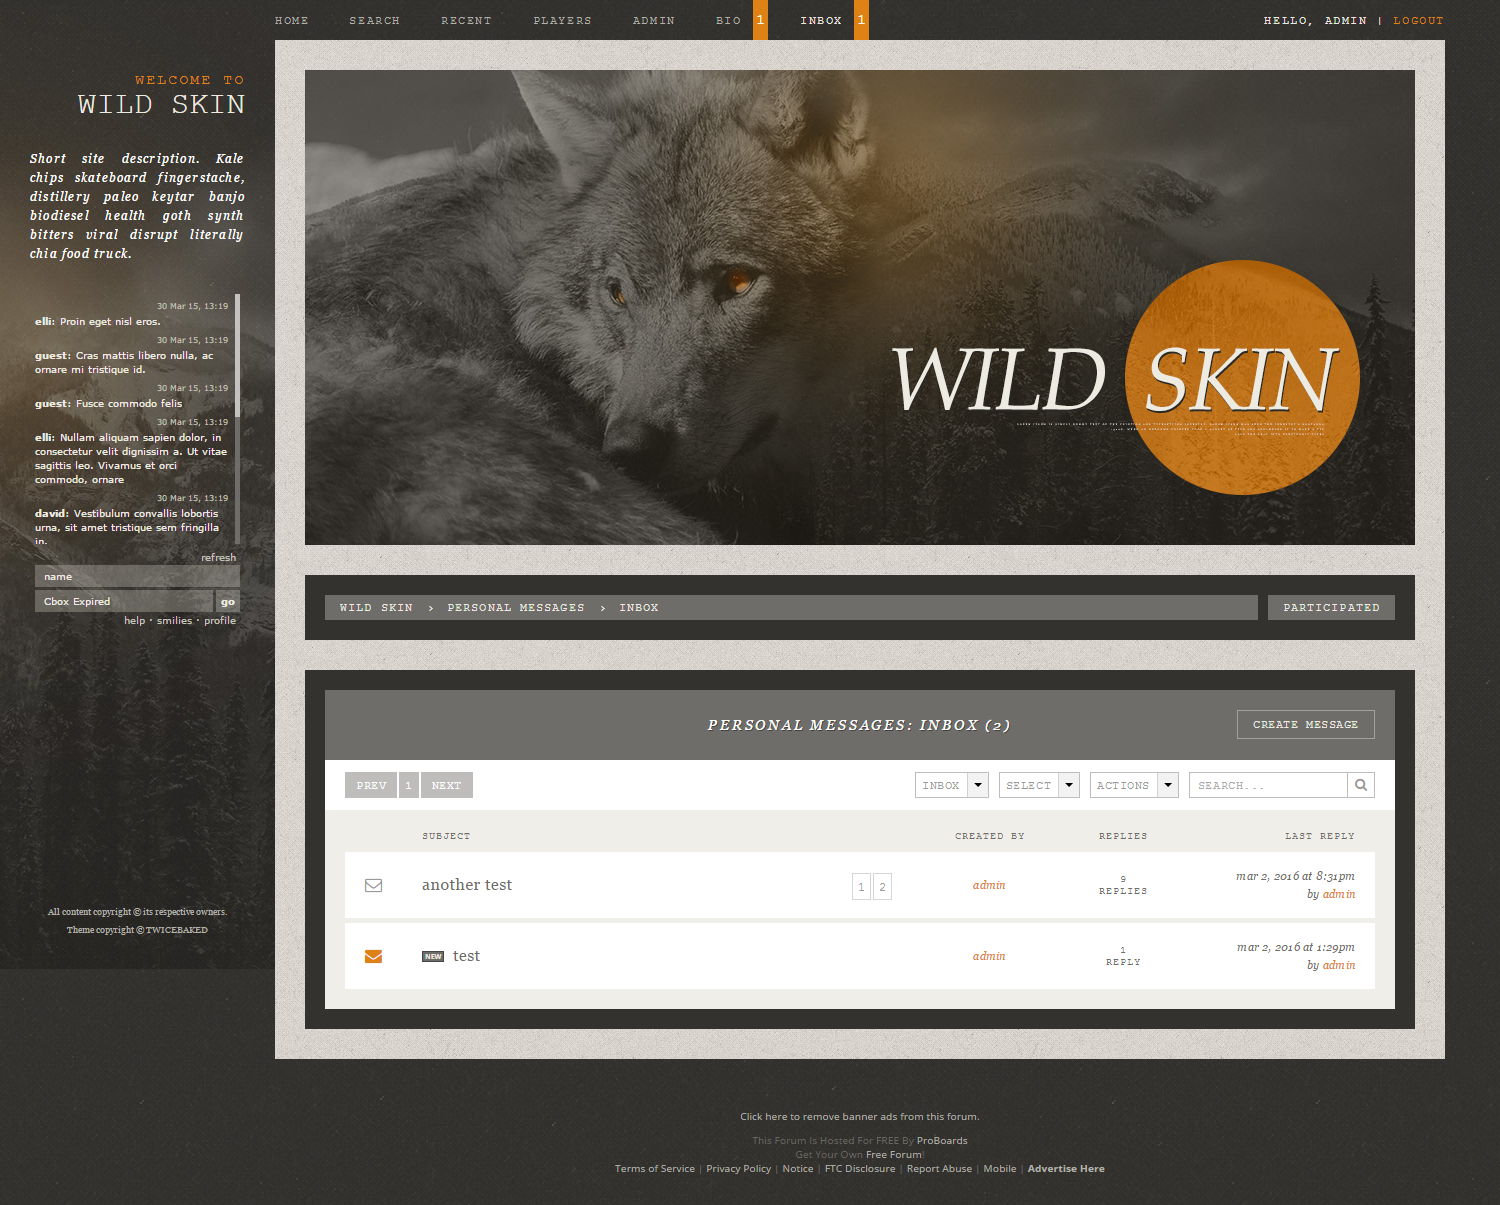 HOME SEARCH RECENT PLAYERS ADMIN BIO 1 INBOX 1 HELLO, ADMIN | LOGOUT
WELCOME TO
WILD SKIN
Short site description. Kale
chips skateboard fingerstache,
distillery paleo keytar banjo
biodiesel health goth synth
bitters viral disrupt literally
chia food truck.
30 Mar 15, 13:19
elli: Proin eget nisl eros.
30 Mar 15, 13:19
guest: Cras mattis libero nulla, ac
ornare mi tristique id.
30 Mar 15, 13:19
guest: Fusce commodo felis
30 Mar 15, 13:19
elli: Nullam aliquam sapien dolor, in
consectetur velit dignissim a. Ut vitae
sagittis leo. Vivamus et orci
commodo, ornare
30 Mar 15, 13:19
david: Vestibulum convallis lobortis
urna, sit amet tristique sem fringilla
in.
refresh
name
Cbox Expired go
help · smilies · profile
All content copyright © its respective owners.
Theme copyright © TWICEBAKED
WILD SKIN
WILD SKIN › PERSONAL MESSAGES › INBOX PARTICIPATED
PERSONAL MESSAGES: INBOX (2) CREATE MESSAGE
PREV 1 NEXT INBOX SELECT ACTIONS SEARCH...
SUBJECT CREATED BY REPLIES LAST REPLY
another test 1 2 admin 9 REPLIES mar 2, 2016 at 8:31pm
by admin
NEW test admin 1 REPLY mar 2, 2016 at 1:29pm
by admin
Click here to remove banner ads from this forum.
This Forum Is Hosted For FREE By ProBoards
Get Your Own Free Forum!
Terms of Service | Privacy Policy | Notice | FTC Disclosure | Report Abuse | Mobile | Advertise Here